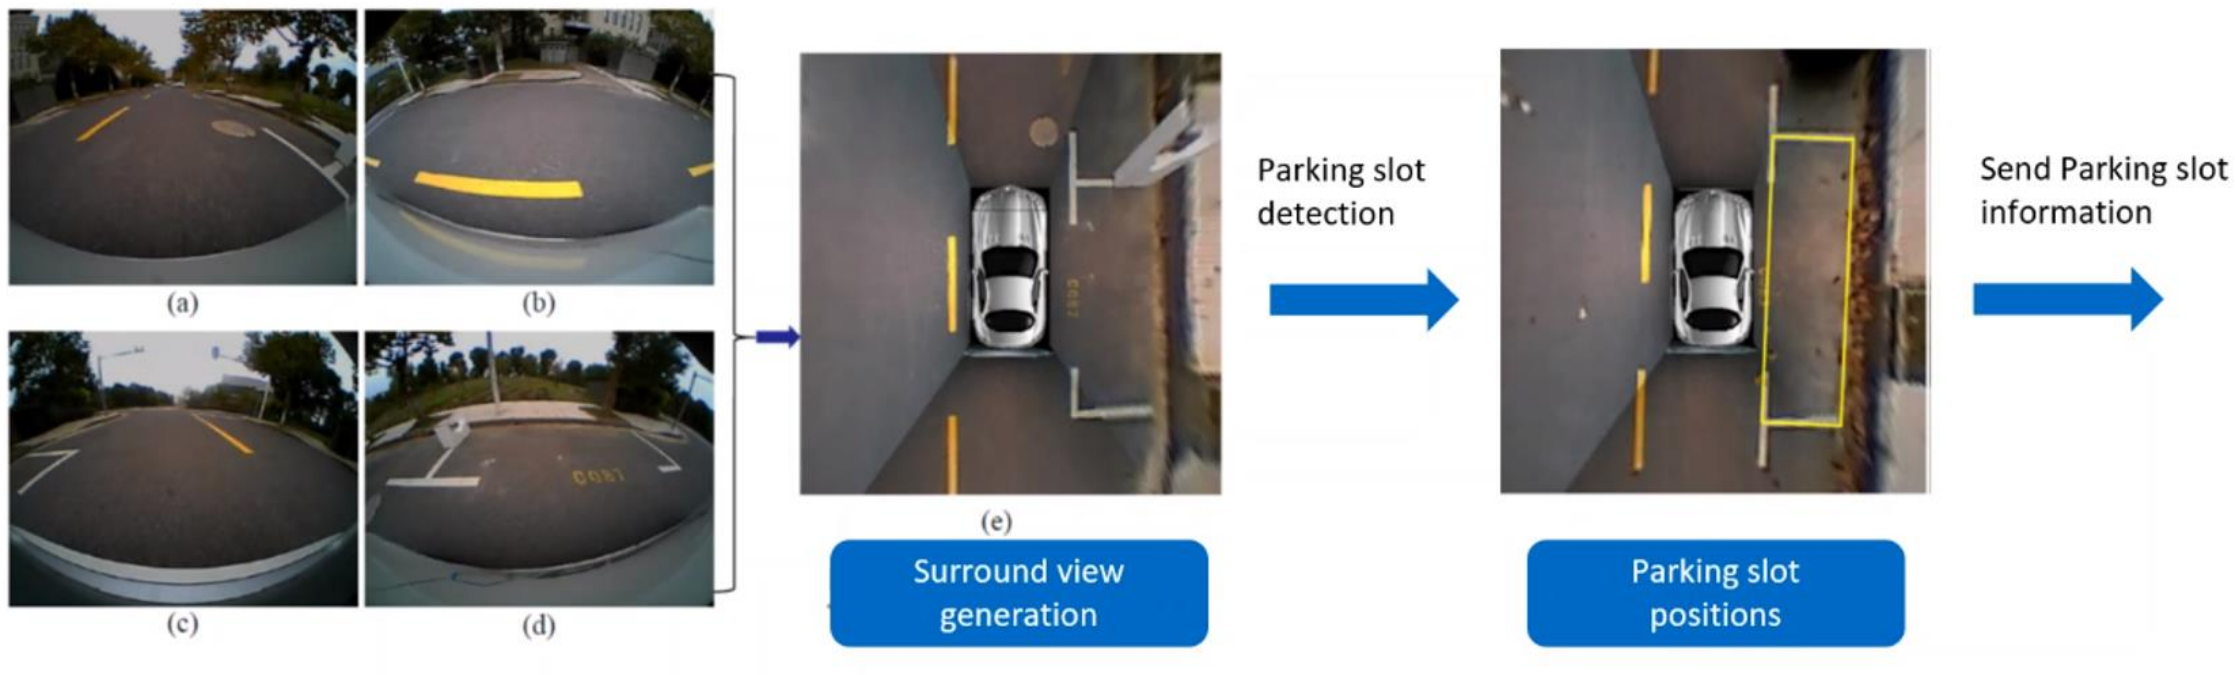 (a)
(b)
(c)
(d)
(e)
Surround view
generation
Parking slot
detection
Parking slot
positions
Send Parking slot
information